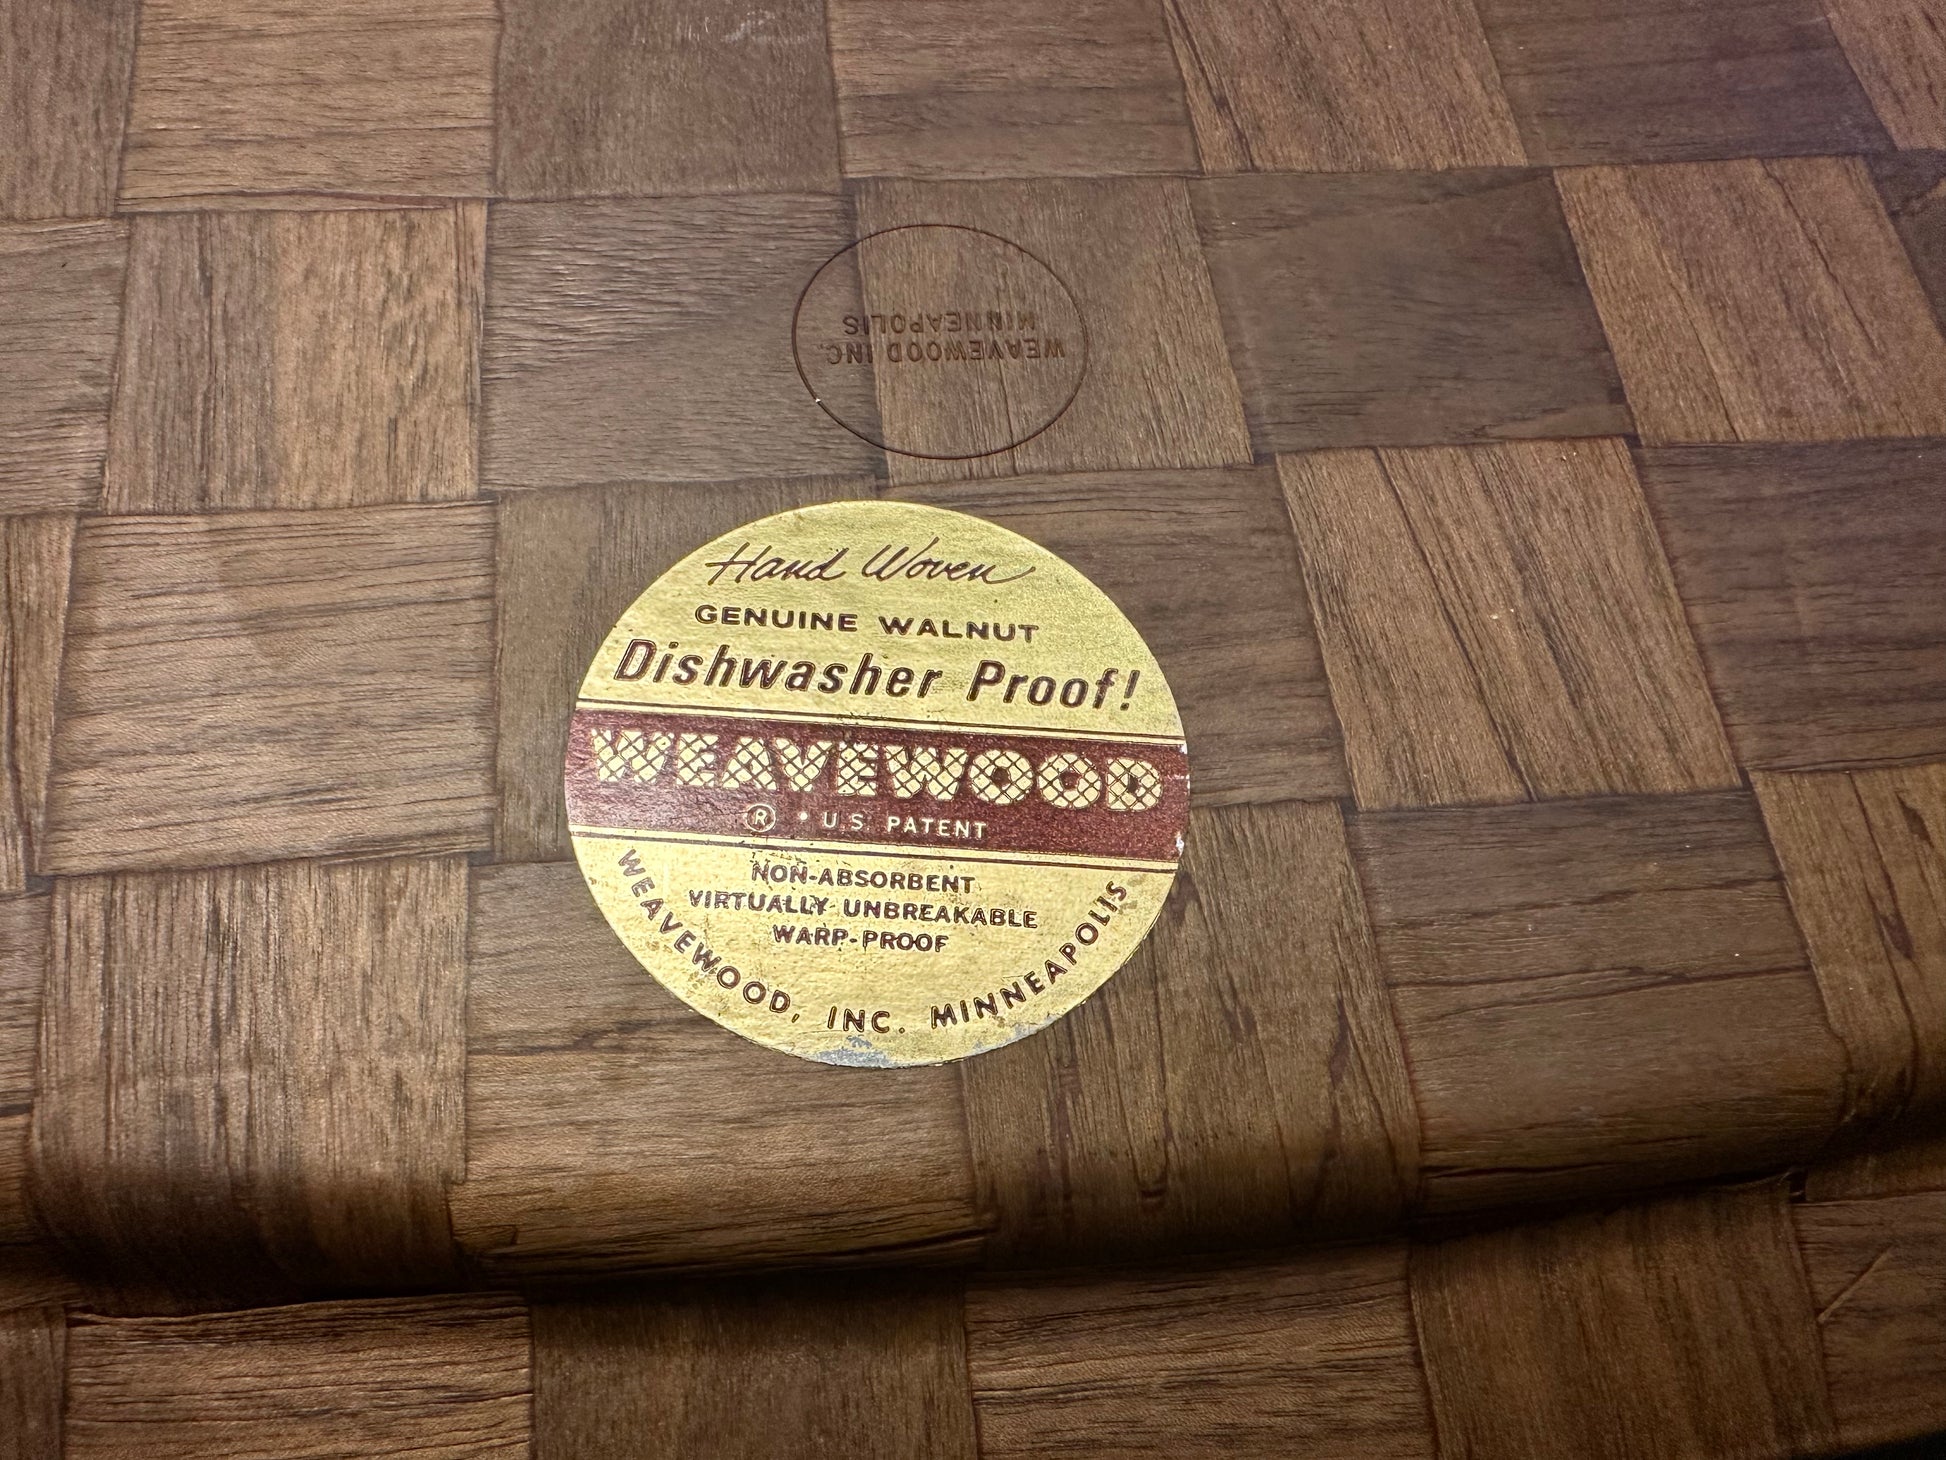 WEAVEWOOD INC.
MINNEAPOLIS
Hand Woven
GENUINE WALNUT
Dishwasher Proof!
WEAVEWOOD
® • U.S. PATENT
NON-ABSORBENT
VIRTUALLY UNBREAKABLE
WARP-PROOF
WEAVEWOOD, INC. MINNEAPOLIS